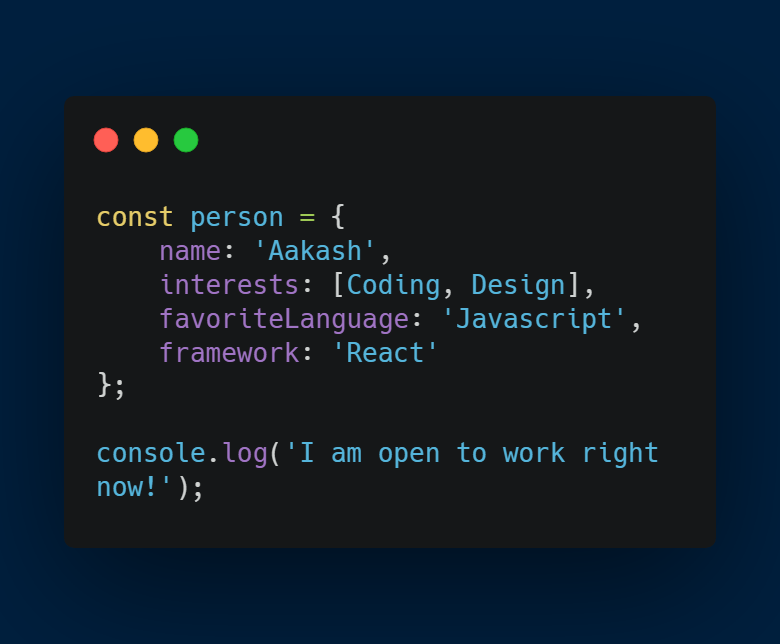 const person = {
    name: 'Aakash',
    interests: [Coding, Design],
    favoriteLanguage: 'Javascript',
    framework: 'React'
};

console.log('I am open to work right
now!');